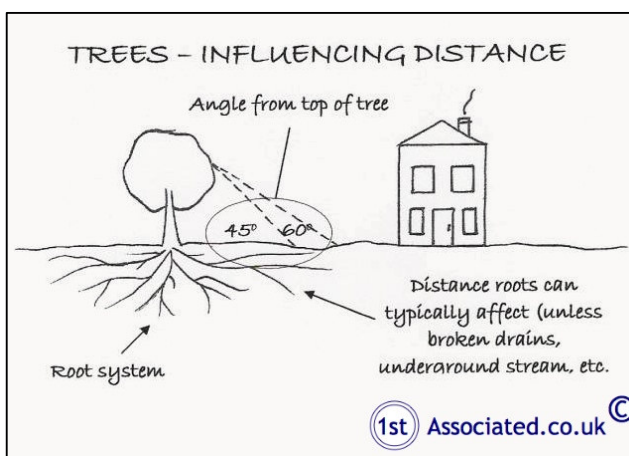 TREES – INFLUENCING DISTANCE
Angle from top of tree
45° 60°
Distance roots can
typically affect (unless
broken drains,
underaround stream, etc.
Root system
1st Associated.co.uk ©